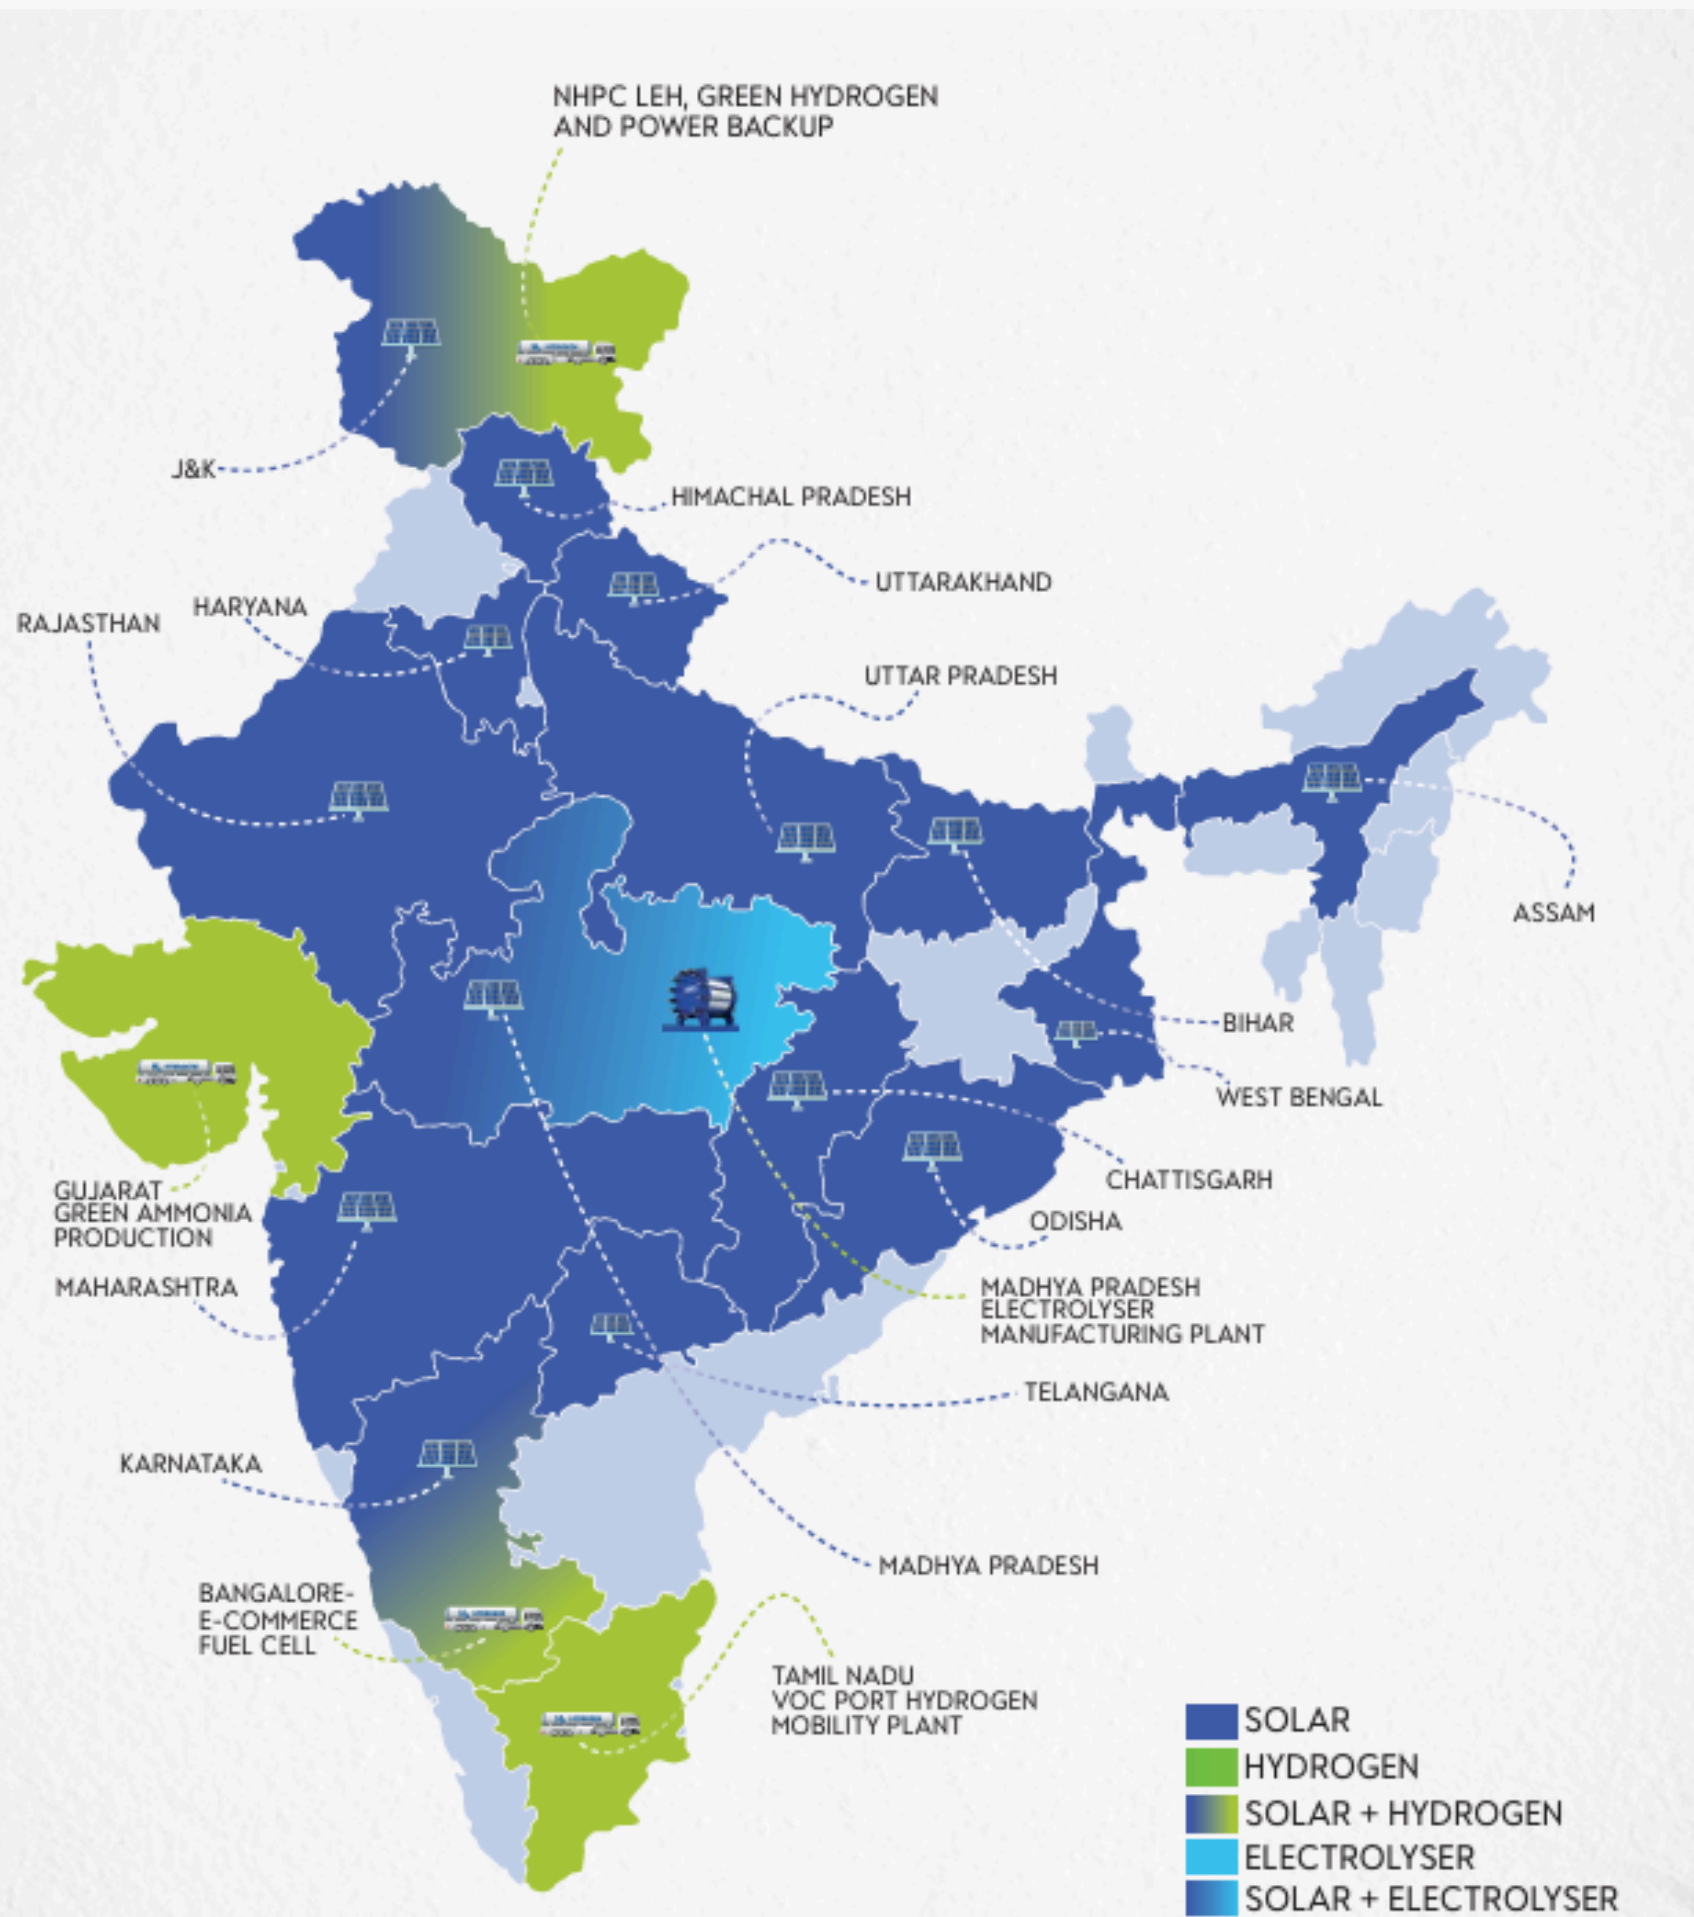 NHPC LEH, GREEN HYDROGEN
AND POWER BACKUP
J&K
HIMACHAL PRADESH
UTTARAKHAND
HARYANA
RAJASTHAN
UTTAR PRADESH
ASSAM
BIHAR
WEST BENGAL
CHATTISGARH
GUJARAT
GREEN AMMONIA
PRODUCTION
ODISHA
MAHARASHTRA
MADHYA PRADESH
ELECTROLYSER
MANUFACTURING PLANT
TELANGANA
KARNATAKA
MADHYA PRADESH
BANGALORE-
E-COMMERCE
FUEL CELL
TAMIL NADU
VOC PORT HYDROGEN
MOBILITY PLANT
SOLAR
HYDROGEN
SOLAR + HYDROGEN
ELECTROLYSER
SOLAR + ELECTROLYSER